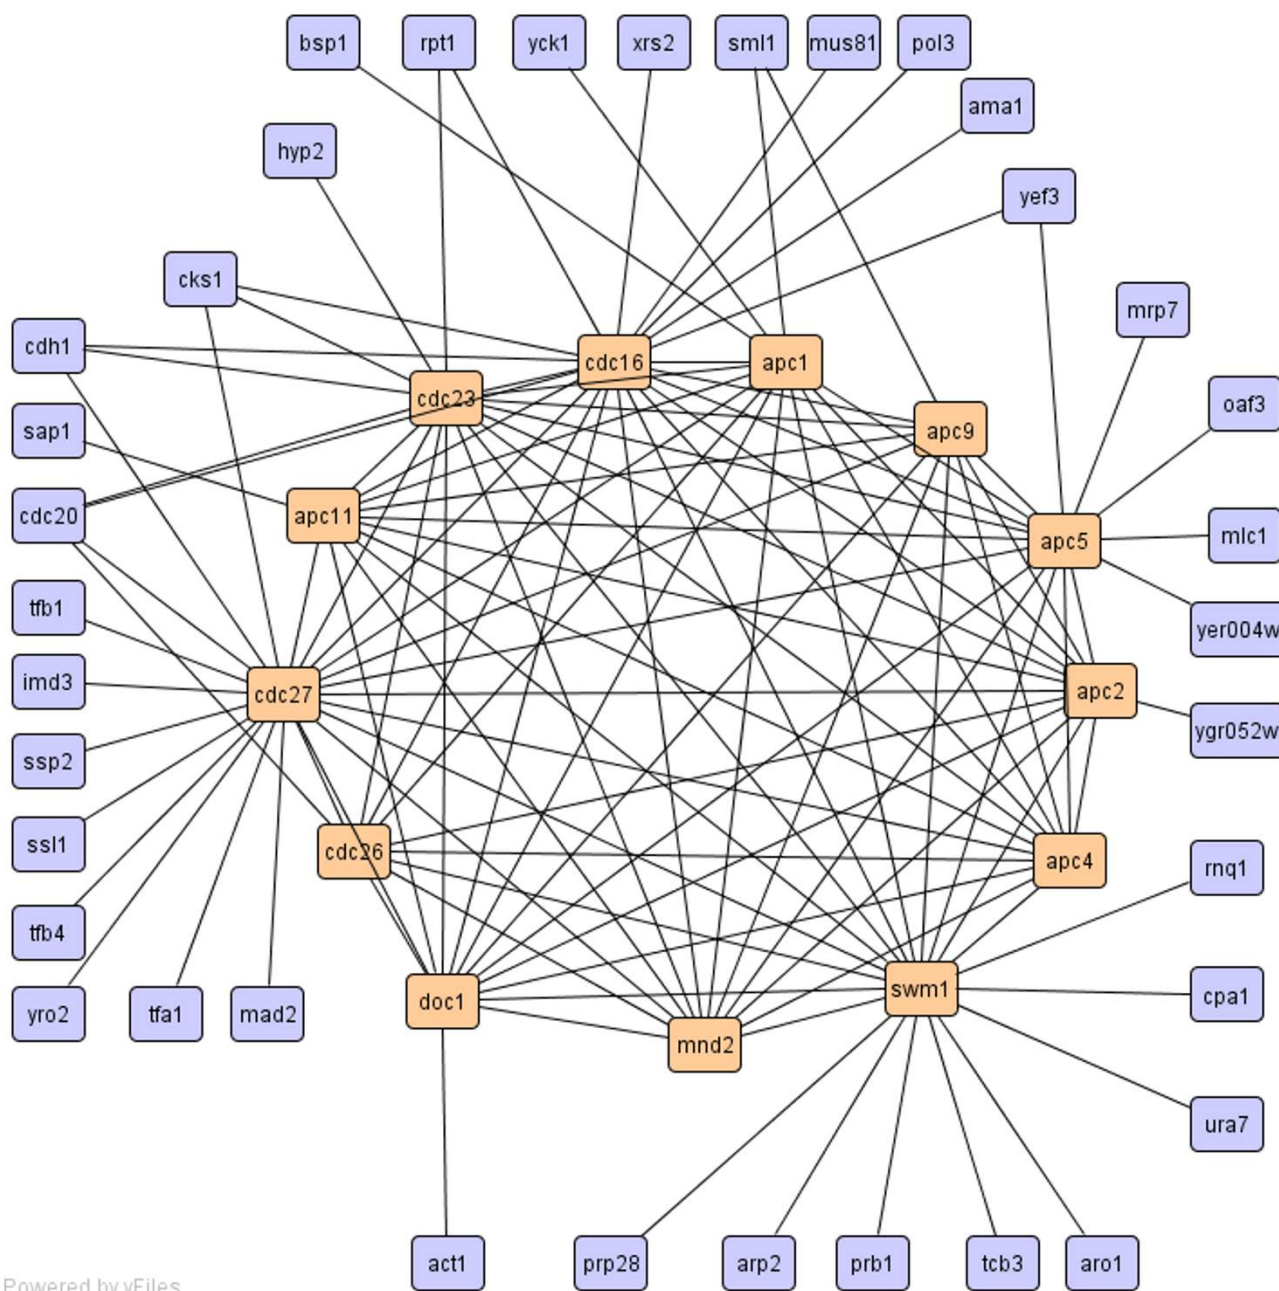 bsp1
rpt1
yck1
xrs2
sml1
mus81
pol3
ama1
hyp2
yef3
cks1
mrp7
cdh1
cdc16
apc1
cdc23
oaf3
sap1
apc9
cdc20
apc11
mlc1
apc5
tfb1
yer004w
imd3
cdc27
apc2
ygr052w
ssp2
ssl1
cdc26
apc4
rnq1
tfb4
swm1
cpa1
doc1
yro2
tfa1
mad2
mnd2
ura7
act1
prp28
arp2
prb1
tcb3
aro1
Powered by yFiles